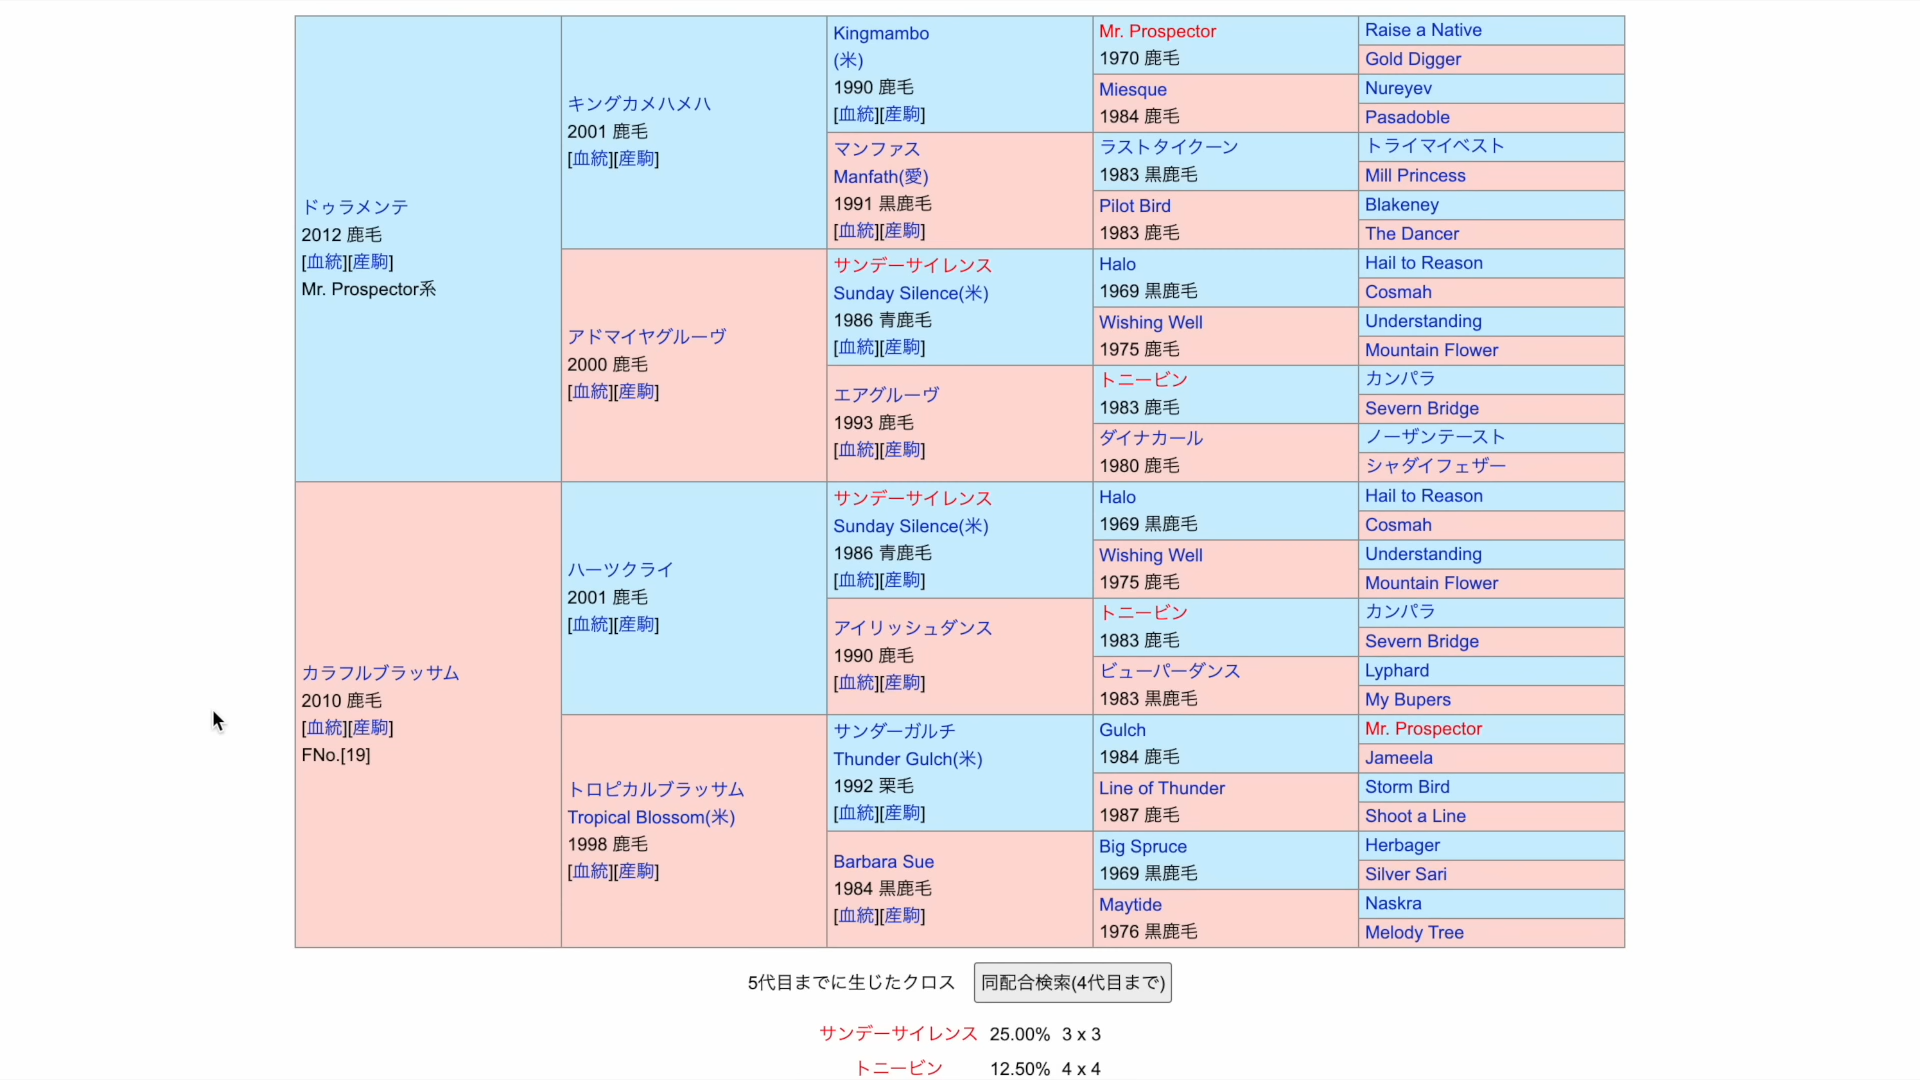 ドゥラメンテ
2012 鹿毛
[血統][産駒]
Mr. Prospector系
キングカメハメハ
2001 鹿毛
[血統][産駒]
Kingmambo
(米)
1990 鹿毛
[血統][産駒]
Mr. Prospector
1970 鹿毛
Raise a Native
Gold Digger
Miesque
1984 鹿毛
Nureyev
Pasadoble
マンファス
Manfath(愛)
1991 黒鹿毛
[血統][産駒]
ラストタイクーン
1983 黒鹿毛
トライマイベスト
Mill Princess
Pilot Bird
1983 鹿毛
Blakeney
The Dancer
アドマイヤグルーヴ
2000 鹿毛
[血統][産駒]
サンデーサイレンス
Sunday Silence(米)
1986 青鹿毛
[血統][産駒]
Halo
1969 黒鹿毛
Hail to Reason
Cosmah
Wishing Well
1975 鹿毛
Understanding
Mountain Flower
エアグルーヴ
1993 鹿毛
[血統][産駒]
トニービン
1983 鹿毛
カンパラ
Severn Bridge
ダイナカール
1980 鹿毛
ノーザンテースト
シャダイフェザー
カラフルブラッサム
2010 鹿毛
[血統][産駒]
FNo.[19]
ハーツクライ
2001 鹿毛
[血統][産駒]
サンデーサイレンス
Sunday Silence(米)
1986 青鹿毛
[血統][産駒]
Halo
1969 黒鹿毛
Hail to Reason
Cosmah
Wishing Well
1975 鹿毛
Understanding
Mountain Flower
アイリッシュダンス
1990 鹿毛
[血統][産駒]
トニービン
1983 鹿毛
カンパラ
Severn Bridge
ビューパーダンス
1983 黒鹿毛
Lyphard
My Bupers
トロピカルブラッサム
Tropical Blossom(米)
1998 鹿毛
[血統][産駒]
サンダーガルチ
Thunder Gulch(米)
1992 栗毛
[血統][産駒]
Gulch
1984 鹿毛
Mr. Prospector
Jameela
Line of Thunder
1987 鹿毛
Storm Bird
Shoot a Line
Barbara Sue
1984 黒鹿毛
[血統][産駒]
Big Spruce
1969 黒鹿毛
Herbager
Silver Sari
Maytide
1976 黒鹿毛
Naskra
Melody Tree
5代目までに生じたクロス 同配合検索(4代目まで)
サンデーサイレンス 25.00% 3 x 3
トニービン 12.50% 4 x 4